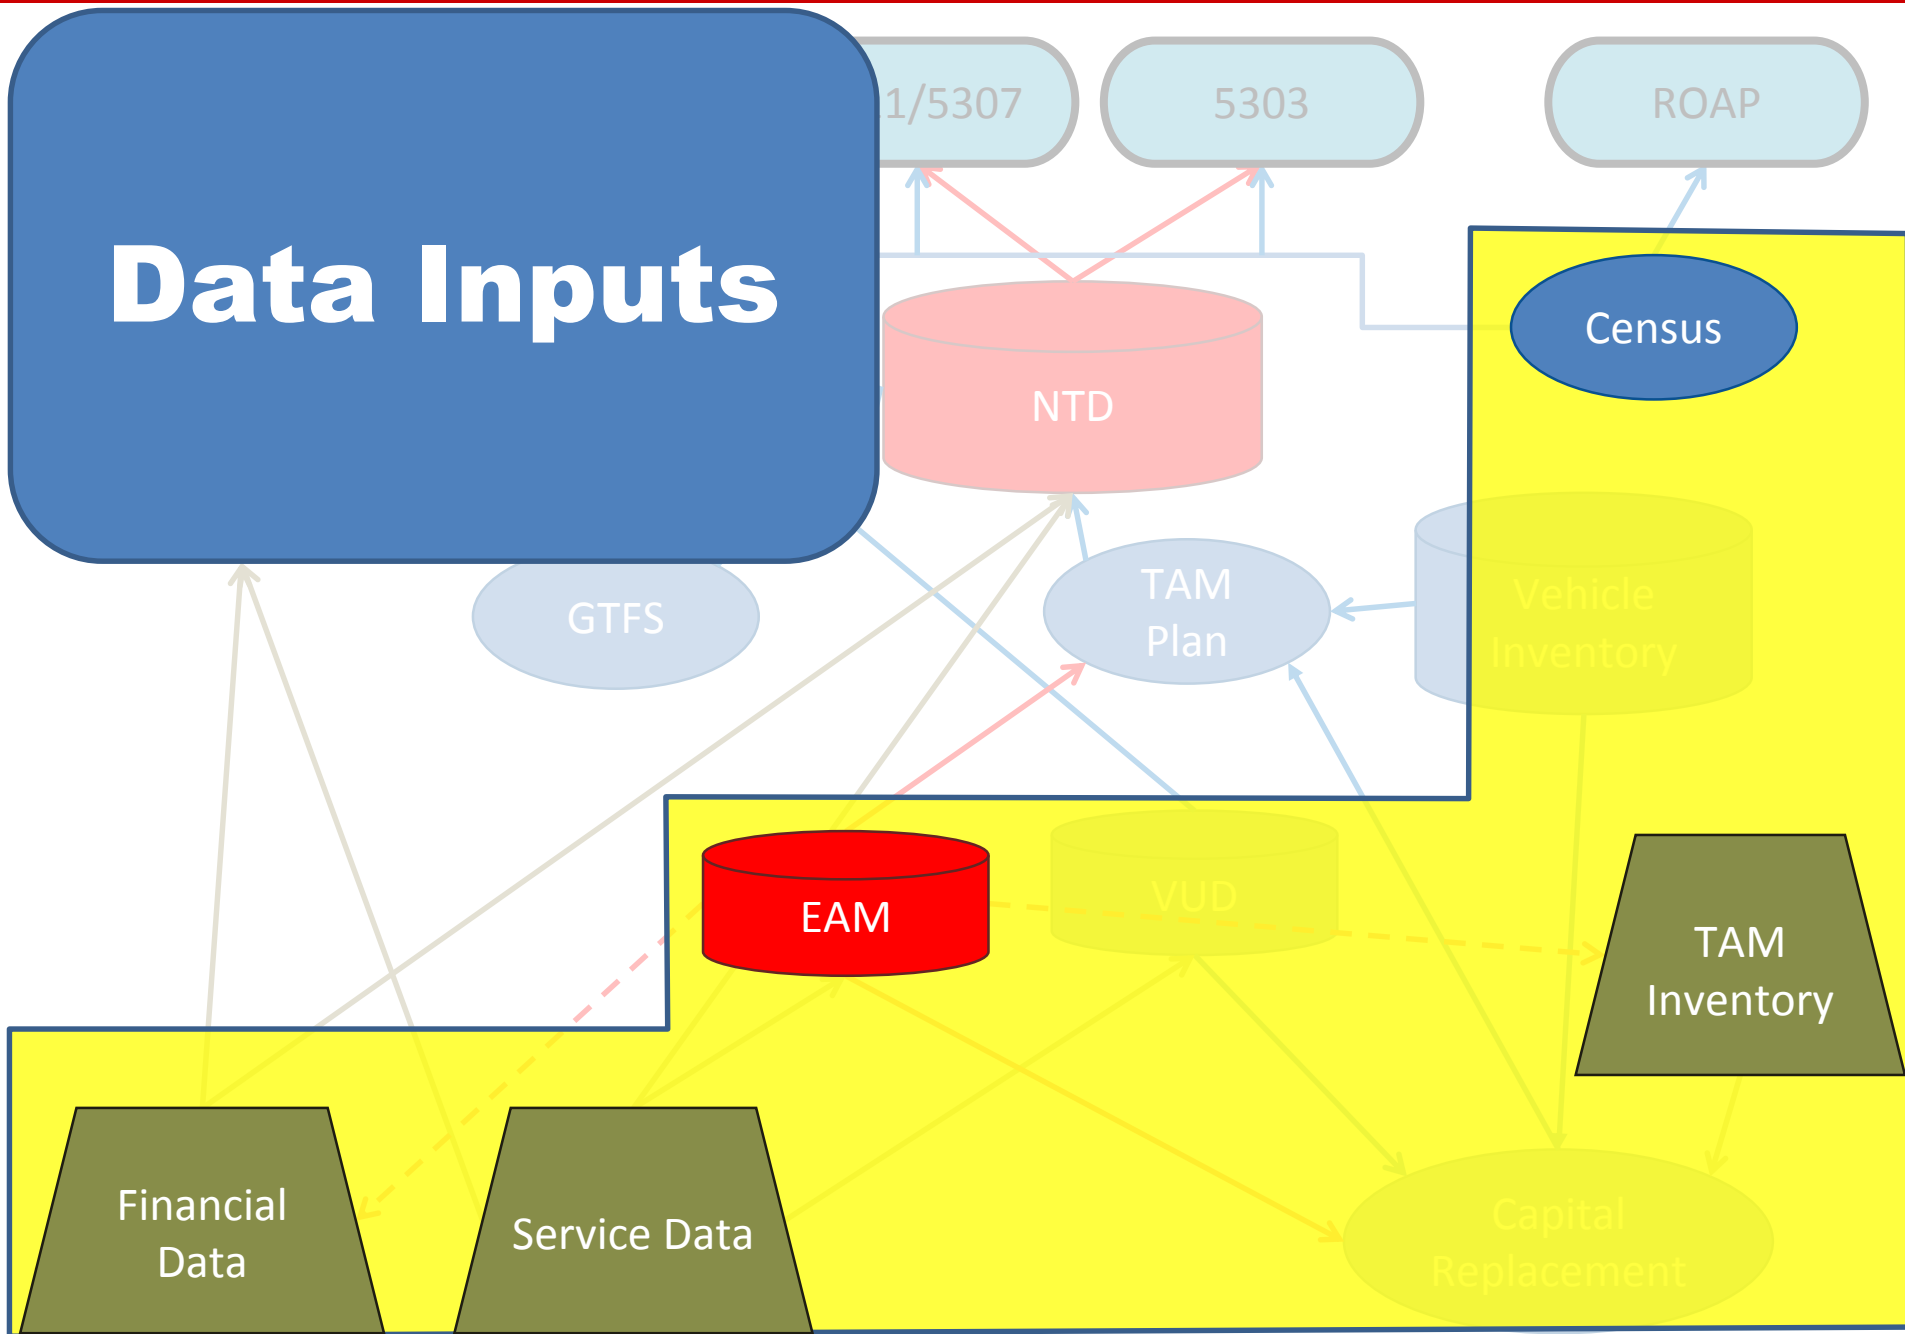 Data Inputs
1/5307
5303
ROAP
Census
NTD
GTFS
TAM
Plan
Vehicle
Inventory
EAM
VUD
TAM
Inventory
Financial
Data
Service Data
Capital
Replacement